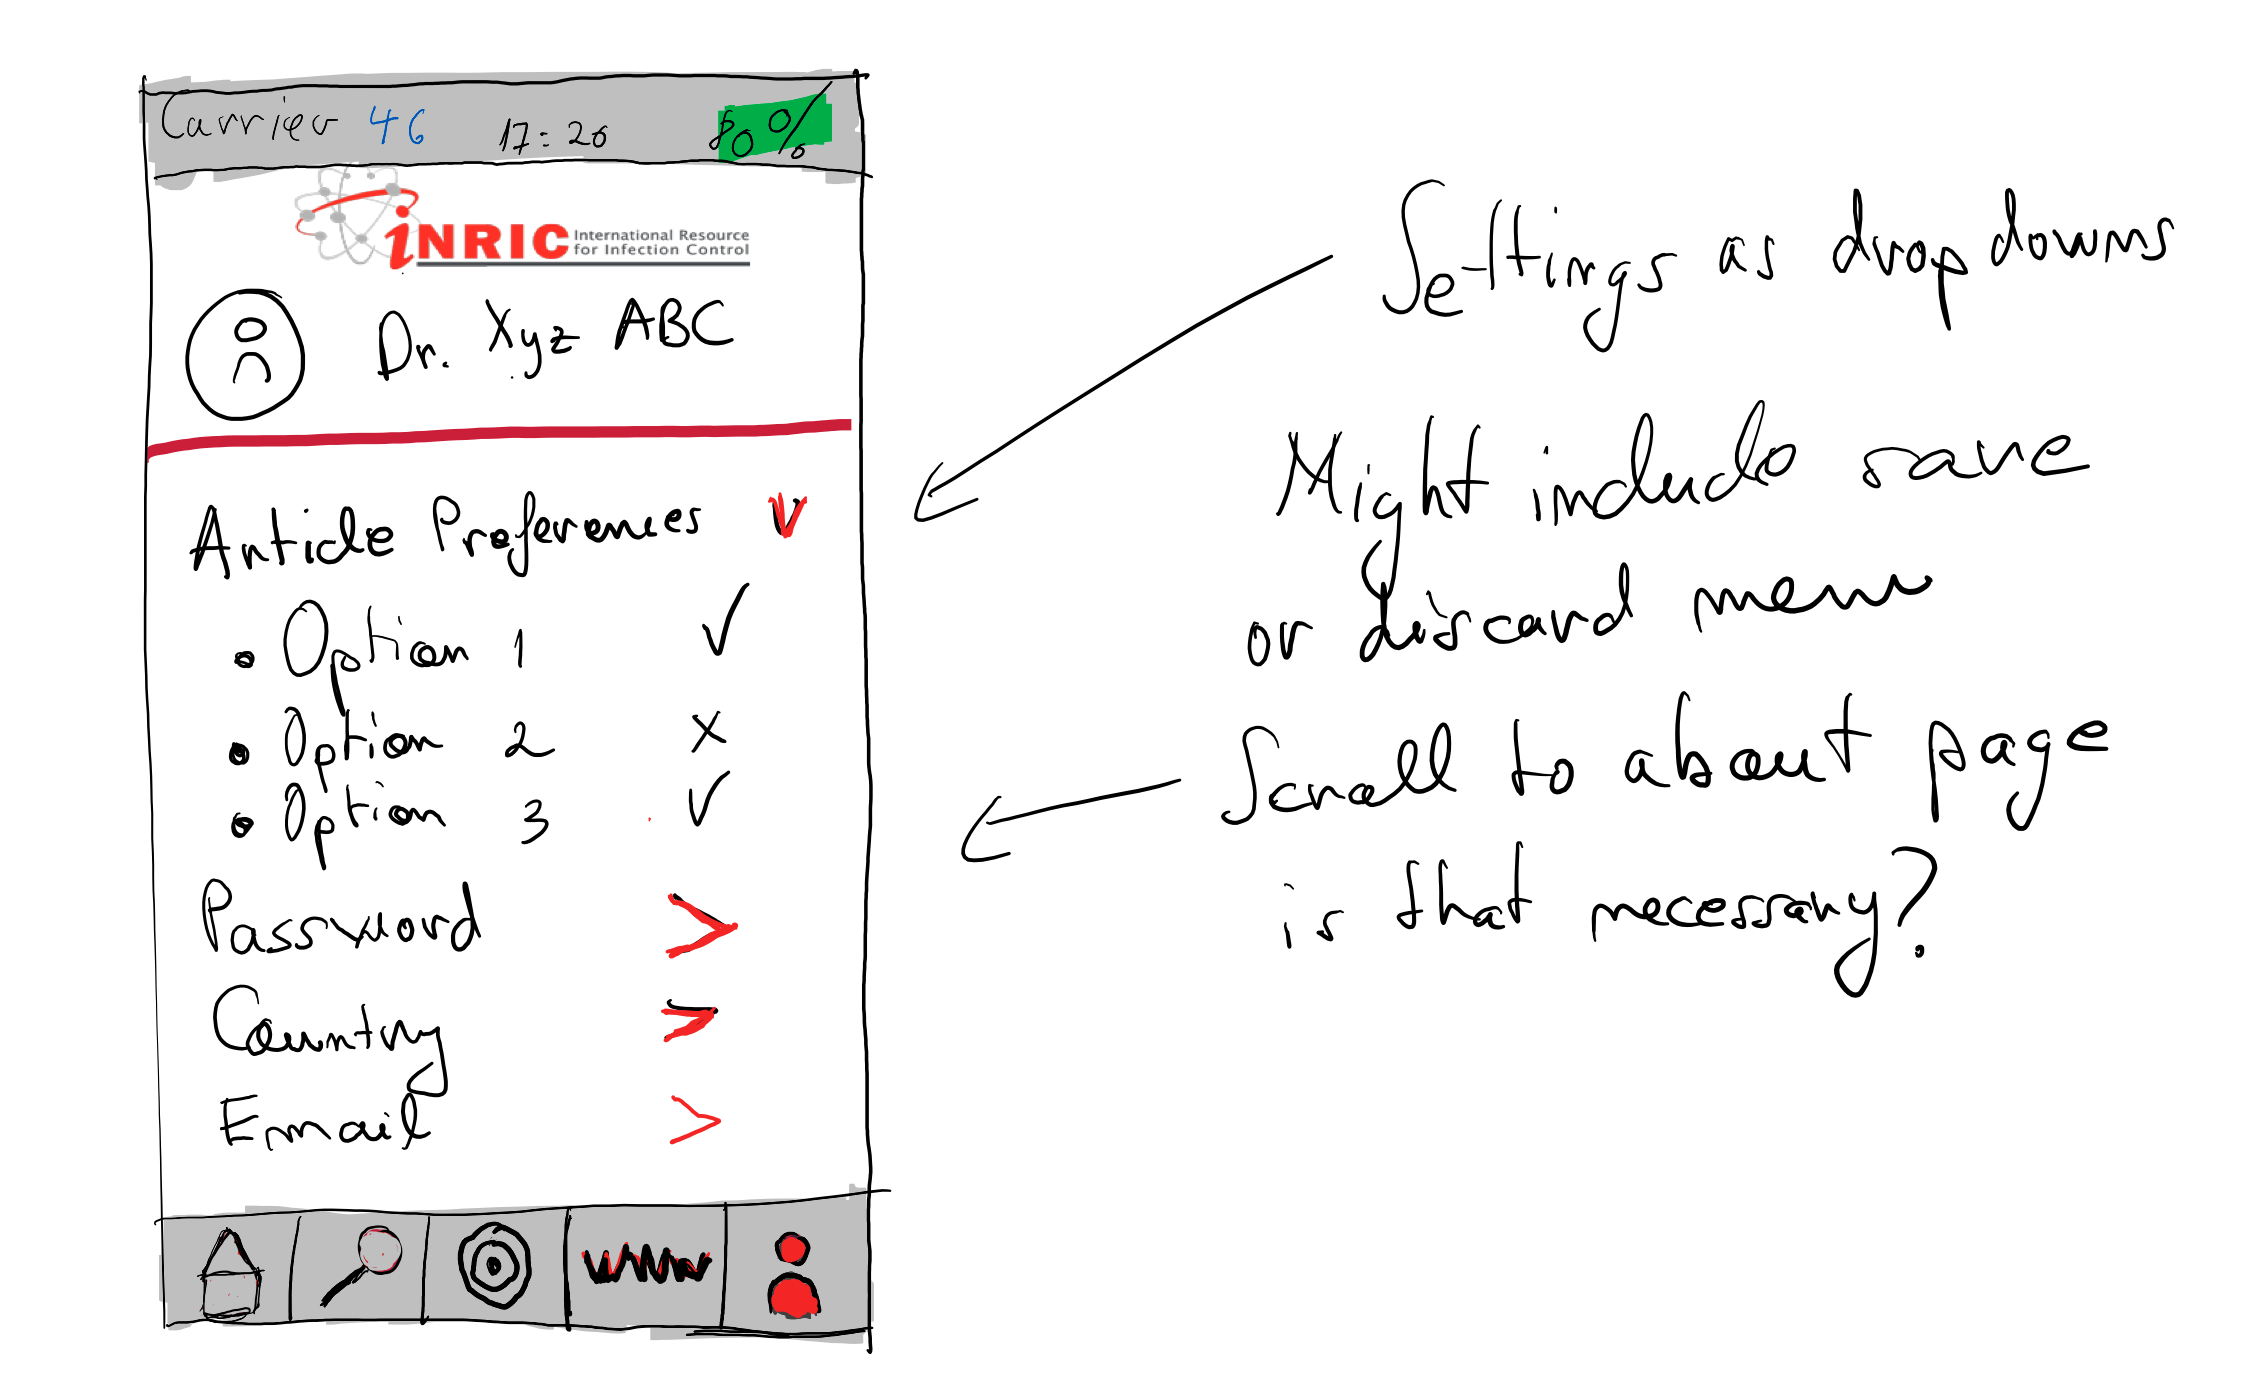 Carrier 4G 17:26 80%
iNRIC International Resource
for Infection Control
Dr. Xyz ABC
Article Preferences V
• Option 1 ✓
• Option 2 x
• Option 3 ✓
Password >
Country >
Email >
www
Settings as drop downs
Might include save
or discard menu
Scroll to about page
is that necessary?